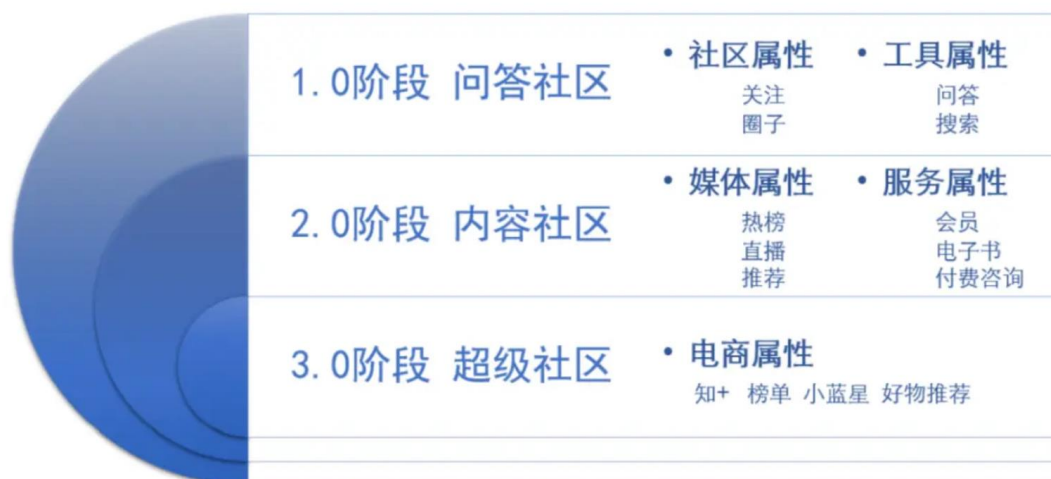 1.0阶段 问答社区
• 社区属性
关注
圈子
• 工具属性
问答
搜索
2.0阶段 内容社区
• 媒体属性
热榜
直播
推荐
• 服务属性
会员
电子书
付费咨询
3.0阶段 超级社区
• 电商属性
知+ 榜单 小蓝星 好物推荐